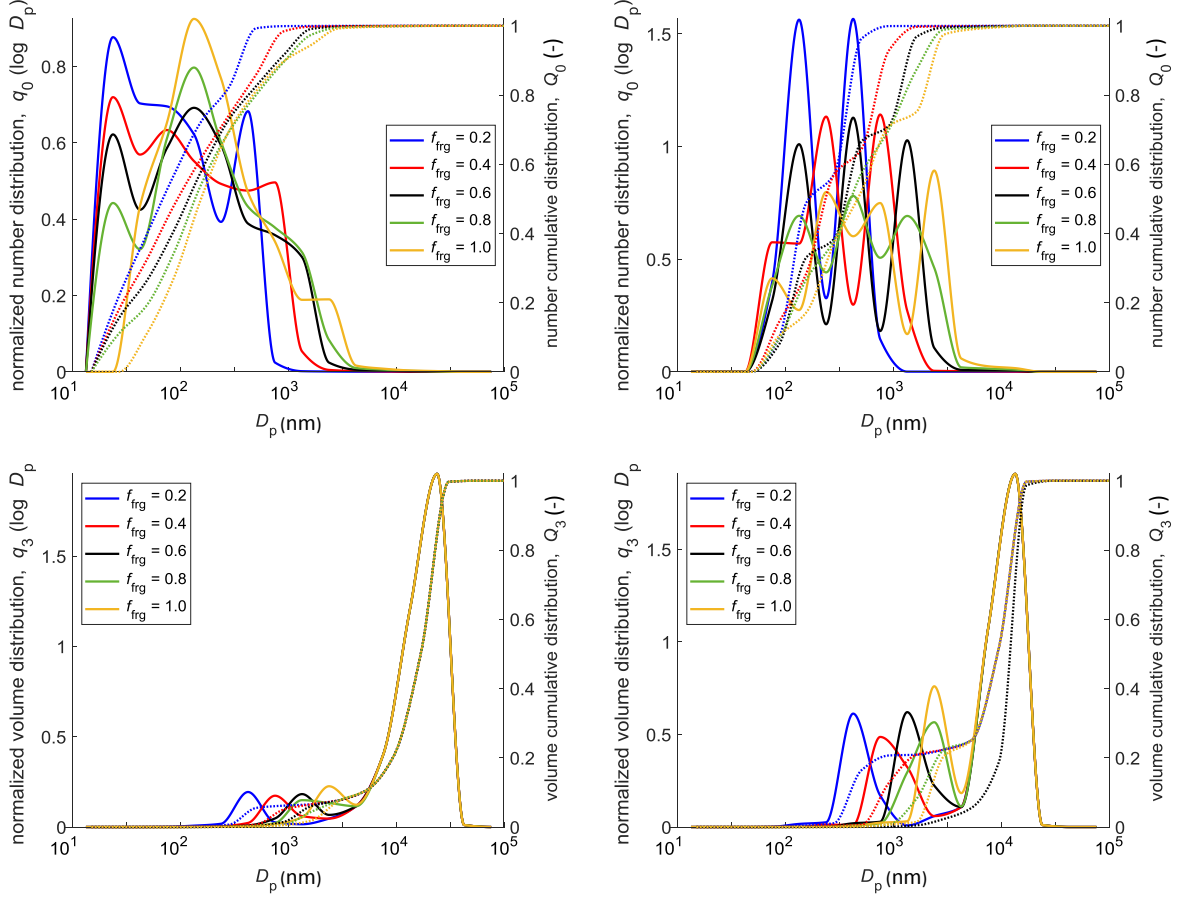 normalized number distribution, q0 (log Dp)
0.8
0.6
0.4
0.2
0
1
0.8
0.6
0.4
0.2
0
number cumulative distribution, Q0 (-)
ffrg = 0.2
ffrg = 0.4
ffrg = 0.6
ffrg = 0.8
ffrg = 1.0
10^1 10^2 10^3 10^4 10^5
Dp (nm)
normalized number distribution, q0 (log Dp)
1.5
1
0.5
0
1
0.8
0.6
0.4
0.2
0
number cumulative distribution, Q0 (-)
ffrg = 0.2
ffrg = 0.4
ffrg = 0.6
ffrg = 0.8
ffrg = 1.0
10^1 10^2 10^3 10^4 10^5
Dp (nm)
normalized volume distribution, q3 (log Dp
1.5
1
0.5
0
1
0.8
0.6
0.4
0.2
0
volume cumulative distribution, Q3 (-)
ffrg = 0.2
ffrg = 0.4
ffrg = 0.6
ffrg = 0.8
ffrg = 1.0
10^1 10^2 10^3 10^4 10^5
Dp (nm)
normalized volume distribution, q3 (log Dp
1.5
1
0.5
0
1
0.8
0.6
0.4
0.2
0
volume cumulative distribution, Q3 (-)
ffrg = 0.2
ffrg = 0.4
ffrg = 0.6
ffrg = 0.8
ffrg = 1.0
10^1 10^2 10^3 10^4 10^5
Dp (nm)